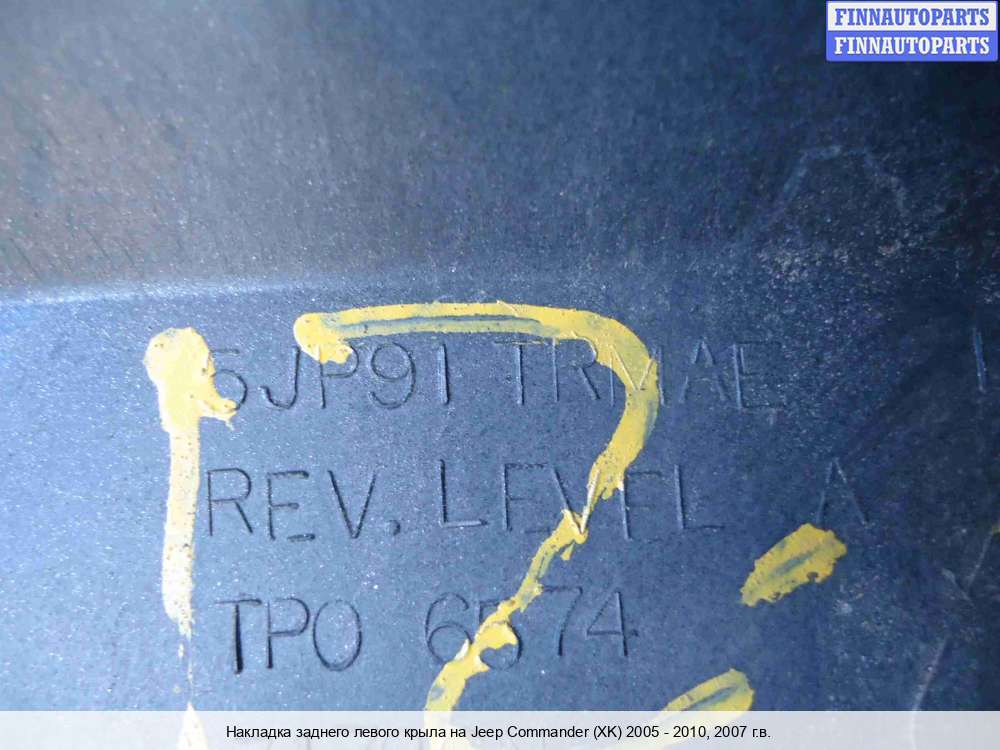 FINNAUTOPARTS
FINNAUTOPARTS
5JP91 TRMAE
REV. LEVEL A
TPO 6574
Накладка заднего левого крыла на Jeep Commander (XK) 2005 - 2010, 2007 г.в.